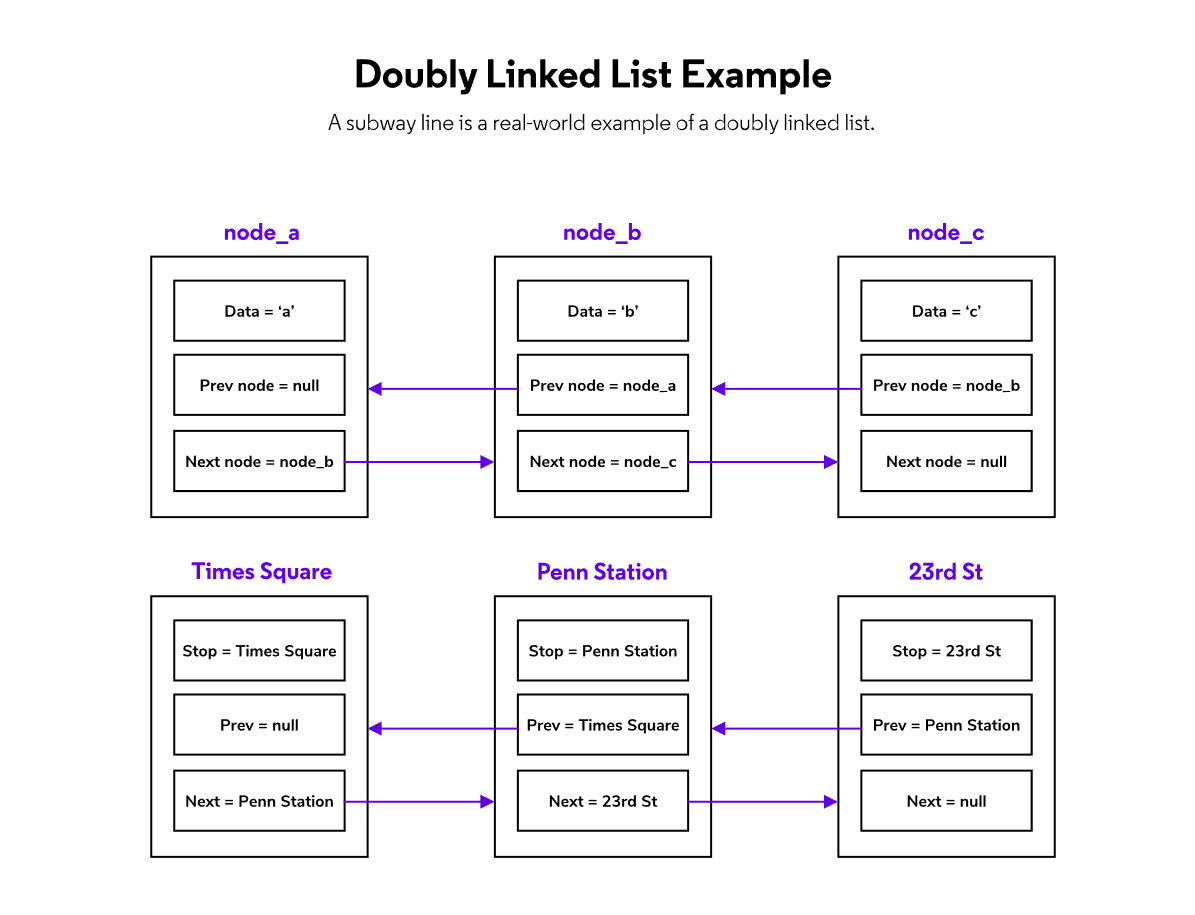 Doubly Linked List Example
A subway line is a real-world example of a doubly linked list.
node_a
node_b
node_c
Data = ‘a’
Data = ‘b’
Data = ‘c’
Prev node = null
Prev node = node_a
Prev node = node_b
Next node = node_b
Next node = node_c
Next node = null
Times Square
Penn Station
23rd St
Stop = Times Square
Stop = Penn Station
Stop = 23rd St
Prev = null
Prev = Times Square
Prev = Penn Station
Next = Penn Station
Next = 23rd St
Next = null